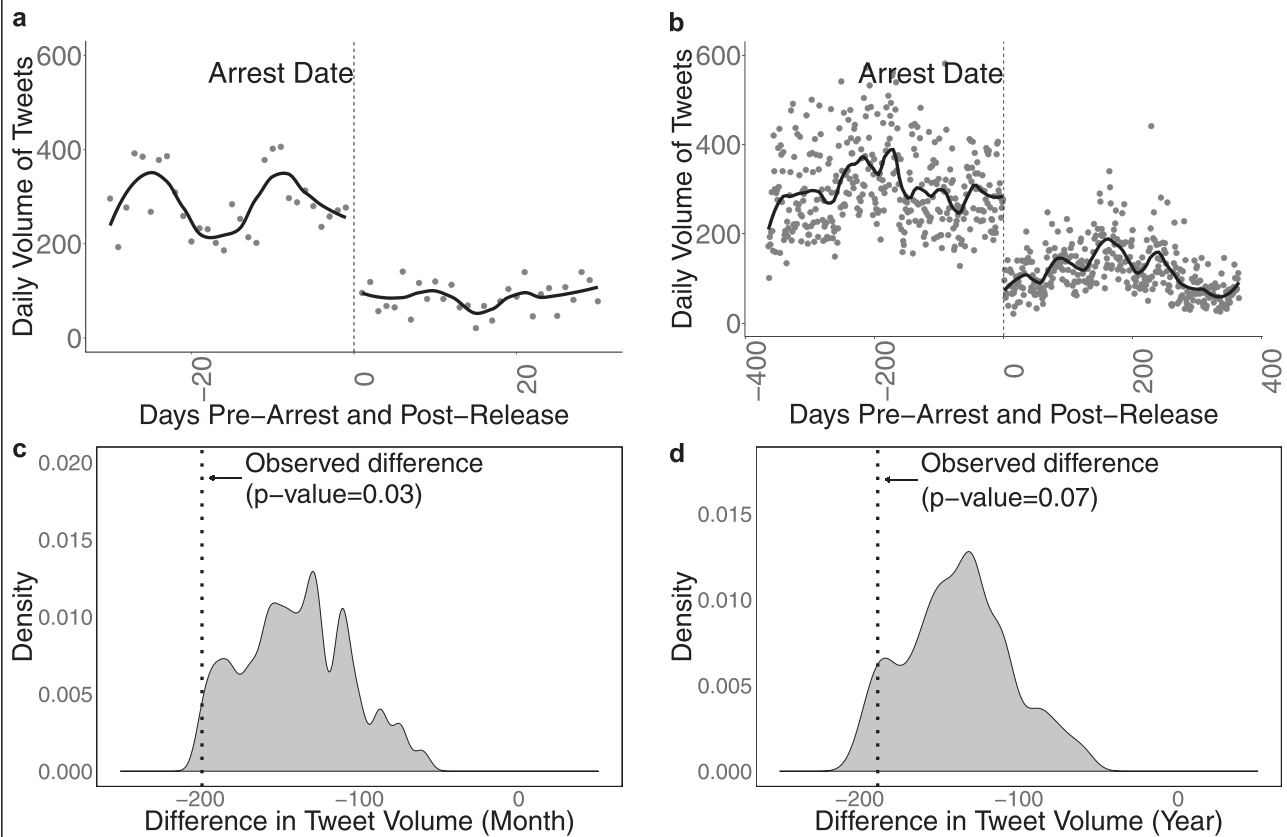 a
Daily Volume of Tweets
600
400
200
0
Arrest Date
−20
0
20
Days Pre−Arrest and Post−Release
b
Daily Volume of Tweets
600
400
200
0
Arrest Date
−400
−200
0
200
400
Days Pre−Arrest and Post−Release
c
Density
0.020
0.015
0.010
0.005
0.000
Observed difference
(p−value=0.03)
−200
−100
0
Difference in Tweet Volume (Month)
d
Density
0.015
0.010
0.005
0.000
Observed difference
(p−value=0.07)
−200
−100
0
Difference in Tweet Volume (Year)